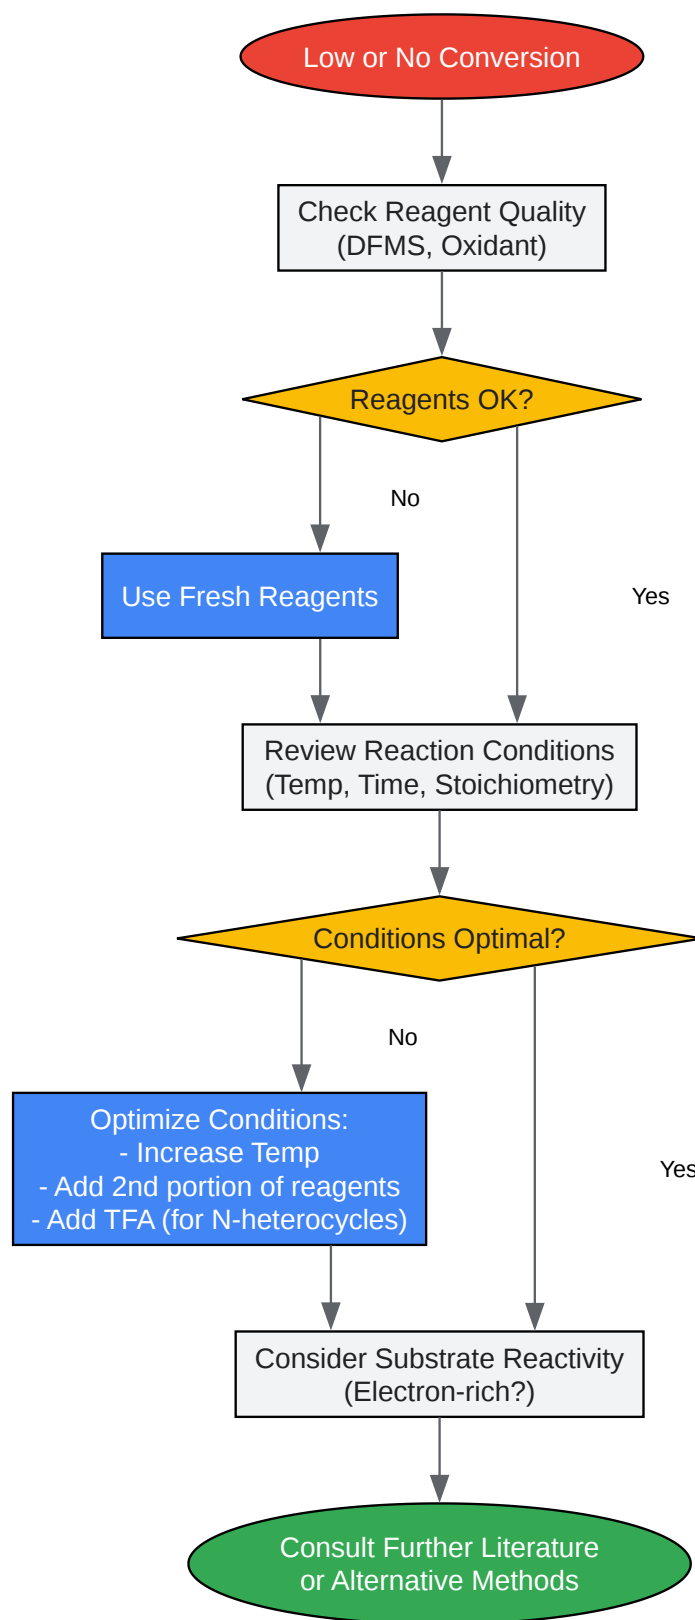 Low or No Conversion
Check Reagent Quality
(DFMS, Oxidant)
Reagents OK?
No
Use Fresh Reagents
Yes
Review Reaction Conditions
(Temp, Time, Stoichiometry)
Conditions Optimal?
No
Optimize Conditions:
- Increase Temp
- Add 2nd portion of reagents
- Add TFA (for N-heterocycles)
Yes
Consider Substrate Reactivity
(Electron-rich?)
Consult Further Literature
or Alternative Methods